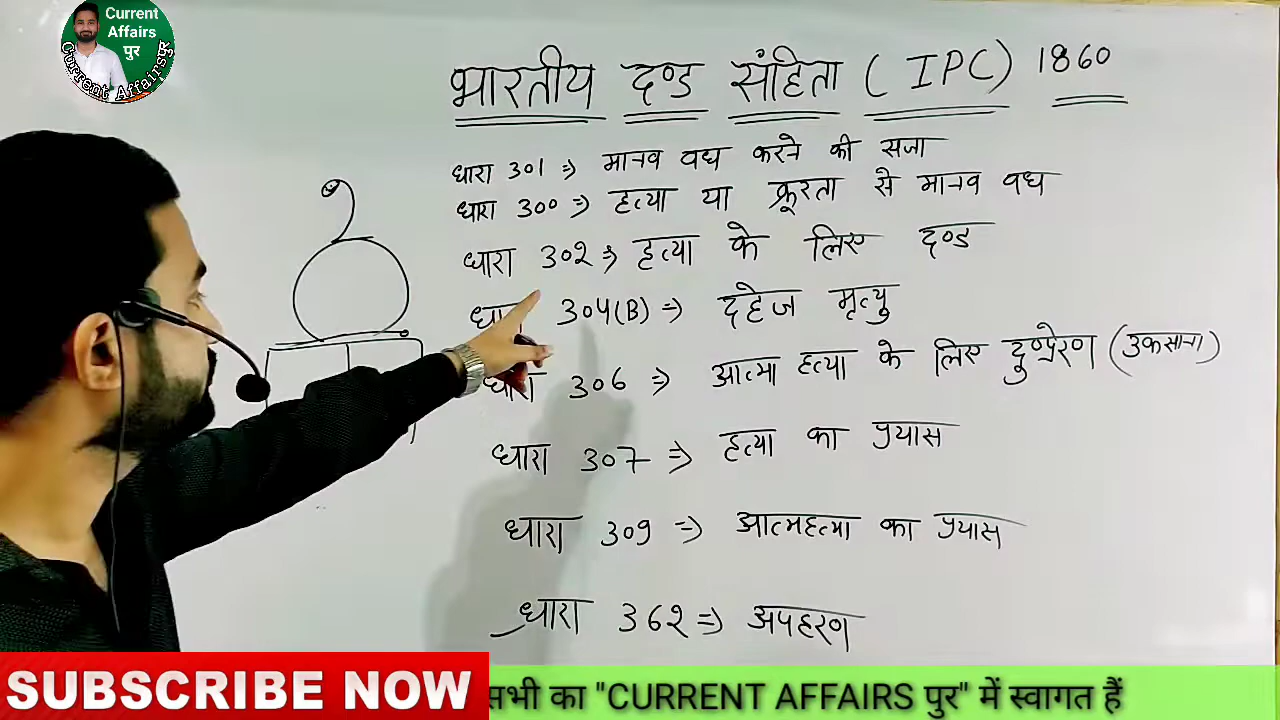 Current
Affairs
पुर
Current Affairsपुर
भारतीय दण्ड संहिता ( IPC) 1860
धारा 301 => मानव वध करने की सजा
धारा 300 => हत्या या क्रूरता से मानव वध
धारा 302 => हत्या के लिए दण्ड
धारा 304(B) => दहेज मृत्यु
धारा 306 => आत्मा हत्या के लिए दुष्प्रेरण (उकसाना)
धारा 307 => हत्या का प्रयास
धारा 309 => आत्महत्या का प्रयास
धारा 362 => अपहरण
SUBSCRIBE NOW
सभी का "CURRENT AFFAIRS पुर" में स्वागत हैं